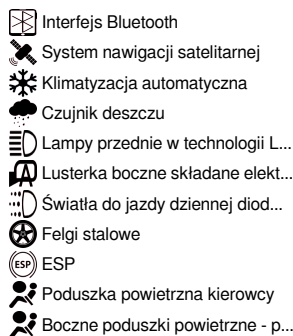 Interfejs Bluetooth
System nawigacji satelitarnej
Klimatyzacja automatyczna
Czujnik deszczu
Lampy przednie w technologii L...
Lusterka boczne składane elekt...
Światła do jazdy dziennej diod...
Felgi stalowe
ESP ESP
Poduszka powietrzna kierowcy
Boczne poduszki powietrzne - p...